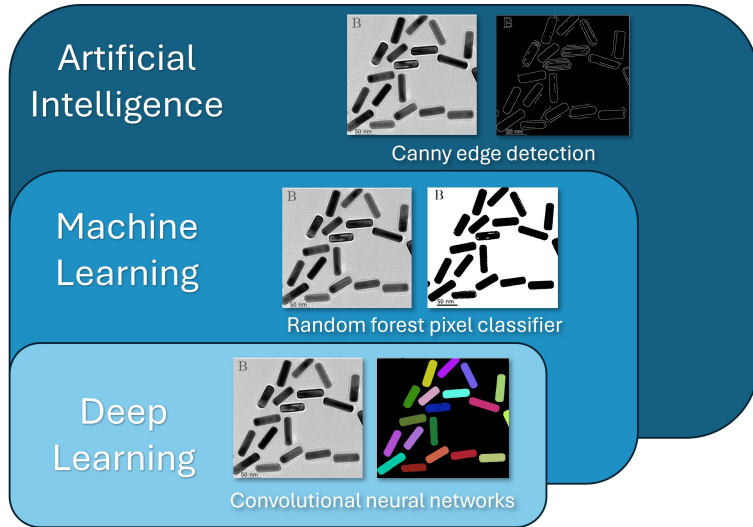 Artificial
Intelligence
B
B
50 nm
50 nm
Canny edge detection
Machine
Learning
B
B
50 nm
50 nm
Random forest pixel classifier
Deep
Learning
B
50 nm
Convolutional neural networks